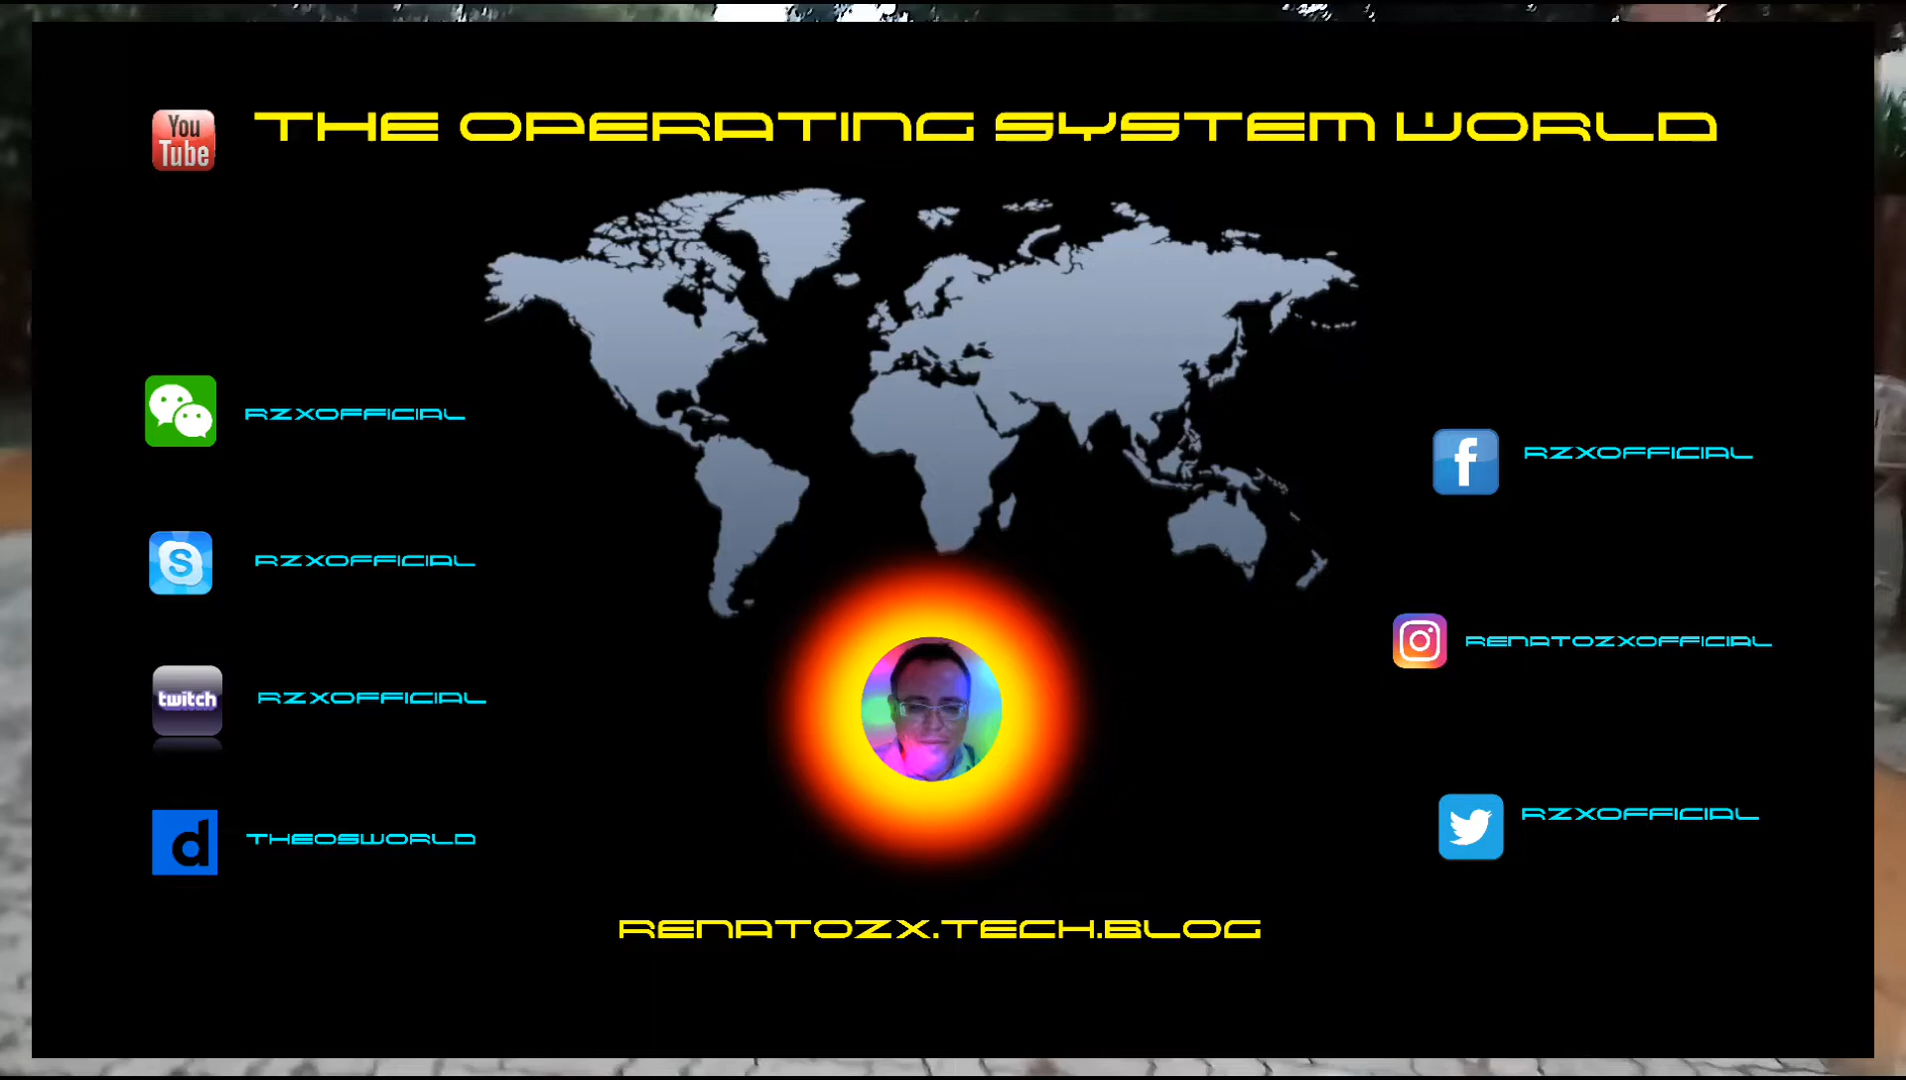 You
Tube
THE OPERATING SYSTEM WORLD
RZXOFFICIAL
RZXOFFICIAL
S
RZXOFFICIAL
twitch
RZXOFFICIAL
d
THEOSWORLD
f
RZXOFFICIAL
RENATOZXOFFICIAL
RZXOFFICIAL
RENATOZX.TECH.BLOG